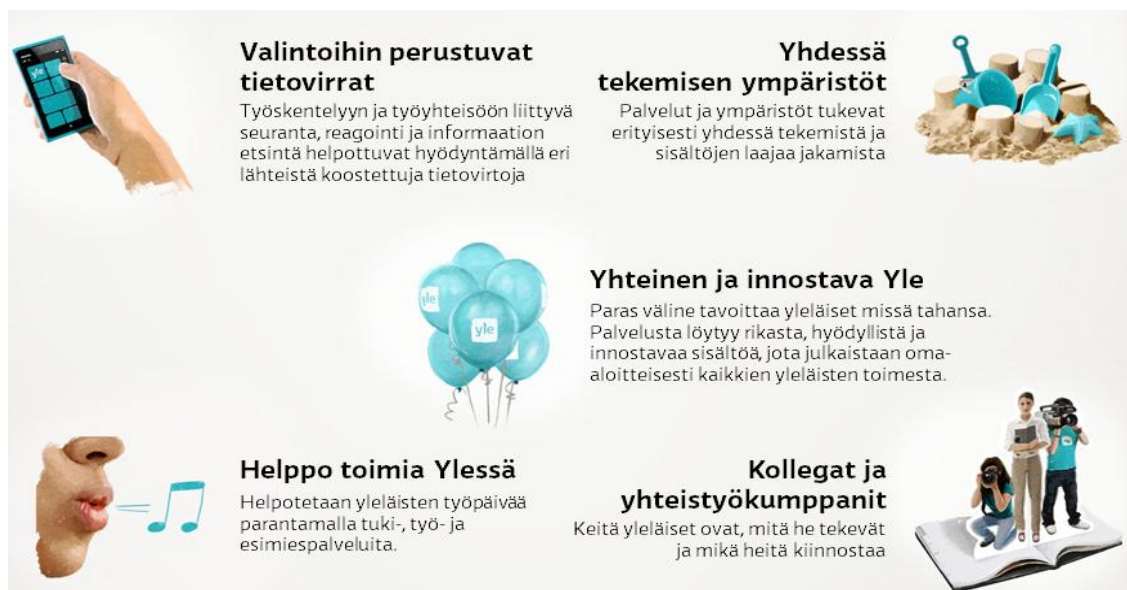 Valintoihin perustuvat
tietovirrat
Työskentelyyn ja työyhteisöön liittyvä
seuranta, reagointi ja informaation
etsintä helpottuvat hyödyntämällä eri
lähteistä koostettuja tietovirtoja
Yhdessä
tekemisen ympäristöt
Palvelut ja ympäristöt tukevat
erityisesti yhdessä tekemistä ja
sisältöjen laajaa jakamista
yle
yle
yle
Yhteinen ja innostava Yle
Paras väline tavoittaa yleläiset missä tahansa.
Palvelusta löytyy rikasta, hyödyllistä ja
innostavaa sisältöä, jota julkaistaan oma-
aloitteisesti kaikkien yleläisten toimesta.
Helppo toimia Ylessä
Helpotetaan yleläisten työpäivää
parantamalla tuki-, työ- ja
esimiespalveluita.
Kollegat ja
yhteistyökumppanit
Keitä yleläiset ovat, mitä he tekevät
ja mikä heitä kiinnostaa
yle